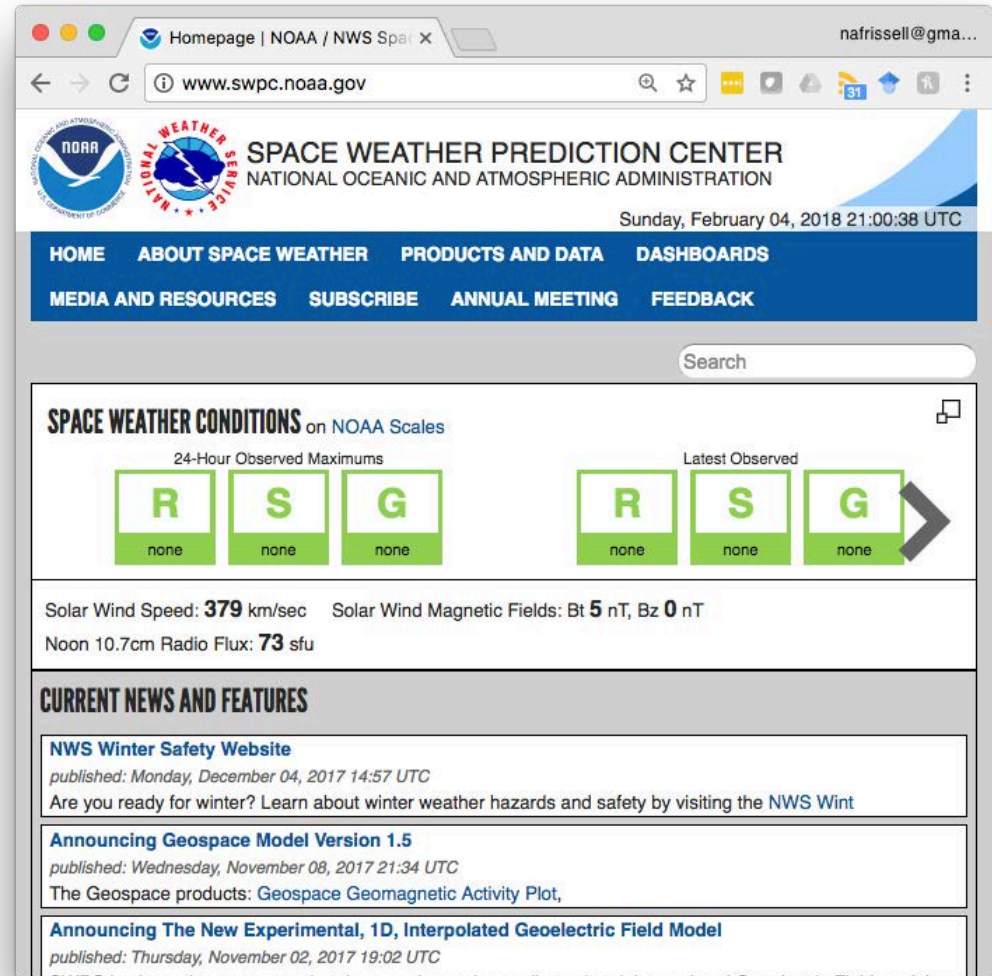 Homepage | NOAA / NWS Spa
nafrissell@gma...
www.swpc.noaa.gov
31
NOAA
NATIONAL WEATHER SERVICE
SPACE WEATHER PREDICTION CENTER
NATIONAL OCEANIC AND ATMOSPHERIC ADMINISTRATION
Sunday, February 04, 2018 21:00:38 UTC
HOME ABOUT SPACE WEATHER PRODUCTS AND DATA DASHBOARDS
MEDIA AND RESOURCES SUBSCRIBE ANNUAL MEETING FEEDBACK
Search
SPACE WEATHER CONDITIONS on NOAA Scales
24-Hour Observed Maximums Latest Observed
R S G R S G
none none none none none none
Solar Wind Speed: 379 km/sec Solar Wind Magnetic Fields: Bt 5 nT, Bz 0 nT
Noon 10.7cm Radio Flux: 73 sfu
CURRENT NEWS AND FEATURES
NWS Winter Safety Website
published: Monday, December 04, 2017 14:57 UTC
Are you ready for winter? Learn about winter weather hazards and safety by visiting the NWS Wint
Announcing Geospace Model Version 1.5
published: Wednesday, November 08, 2017 21:34 UTC
The Geospace products: Geospace Geomagnetic Activity Plot,
Announcing The New Experimental, 1D, Interpolated Geoelectric Field Model
published: Thursday, November 02, 2017 19:02 UTC